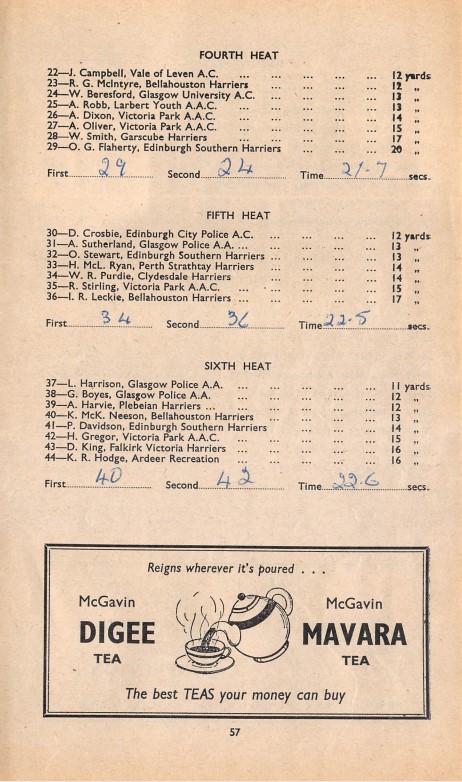 FOURTH HEAT
22—J. Campbell, Vale of Leven A.C. ... ... ... ... 12 yards
23—R. G. McIntyre, Bellahouston Harriers ... ... ... 12 „
24—W. Beresford, Glasgow University A.C. ... ... ... 13 „
25—A. Robb, Larbert Youth A.A.C. ... ... ... ... 13 „
26—A. Dixon, Victoria Park A.A.C. ... ... ... ... 14 „
27—A. Oliver, Victoria Park A.A.C. ... ... ... ... 15 „
28—W. Smith, Garscube Harriers ... ... ... ... 17 „
29—O. G. Flaherty, Edinburgh Southern Harriers ... ... ... 20 „
First 29 Second 24 Time 21.7 secs.
FIFTH HEAT
30—D. Crosbie, Edinburgh City Police A.C. ... ... ... 12 yards
31—A. Sutherland, Glasgow Police A.A. ... ... ... ... 13 „
32—O. Stewart, Edinburgh Southern Harriers ... ... ... ... 13 „
33—H. McL. Ryan, Perth Strathtay Harriers ... ... ... 14 „
34—W. R. Purdie, Clydesdale Harriers ... ... ... ... 14 „
35—R. Stirling, Victoria Park A.A.C. ... ... ... ... 15 „
36—I. R. Leckie, Bellahouston Harriers ... ... ... ... 17 „
First 34 Second 36 Time 22.5 secs.
SIXTH HEAT
37—L. Harrison, Glasgow Police A.A. ... ... ... ... 11 yards
38—G. Boyes, Glasgow Police A.A. ... ... ... ... 12 „
39—A. Harvie, Plebeian Harriers ... ... ... ... ... 12 „
40—K. McK. Neeson, Bellahouston Harriers ... ... ... 13 „
41—P. Davidson, Edinburgh Southern Harriers ... ... ... 14 „
42—H. Gregor, Victoria Park A.A.C. ... ... ... ... 15 „
43—D. King, Falkirk Victoria Harriers ... ... ... ... 16 „
44—K. R. Hodge, Ardeer Recreation ... ... ... ... 16 „
First 40 Second 42 Time 22.6 secs.
Reigns wherever it's poured . . .
McGavin
DIGEE
TEA
McGavin
MAVARA
TEA
The best TEAS your money can buy
57